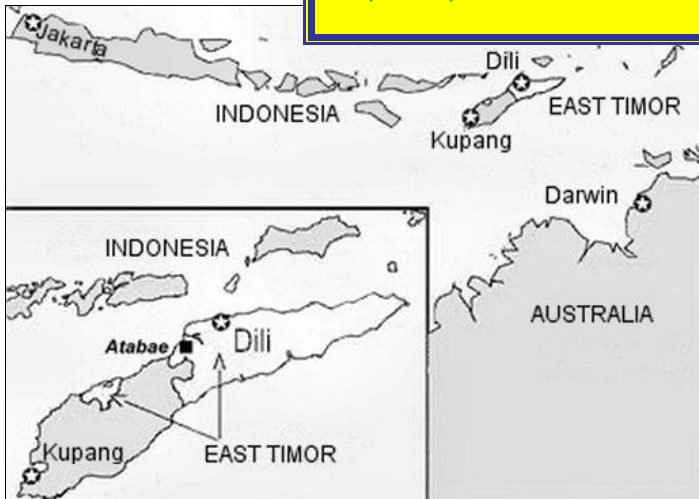 Jakarta
Dili
INDONESIA
EAST TIMOR
Kupang
Darwin
INDONESIA
AUSTRALIA
Atabae
Dili
Kupang
EAST TIMOR